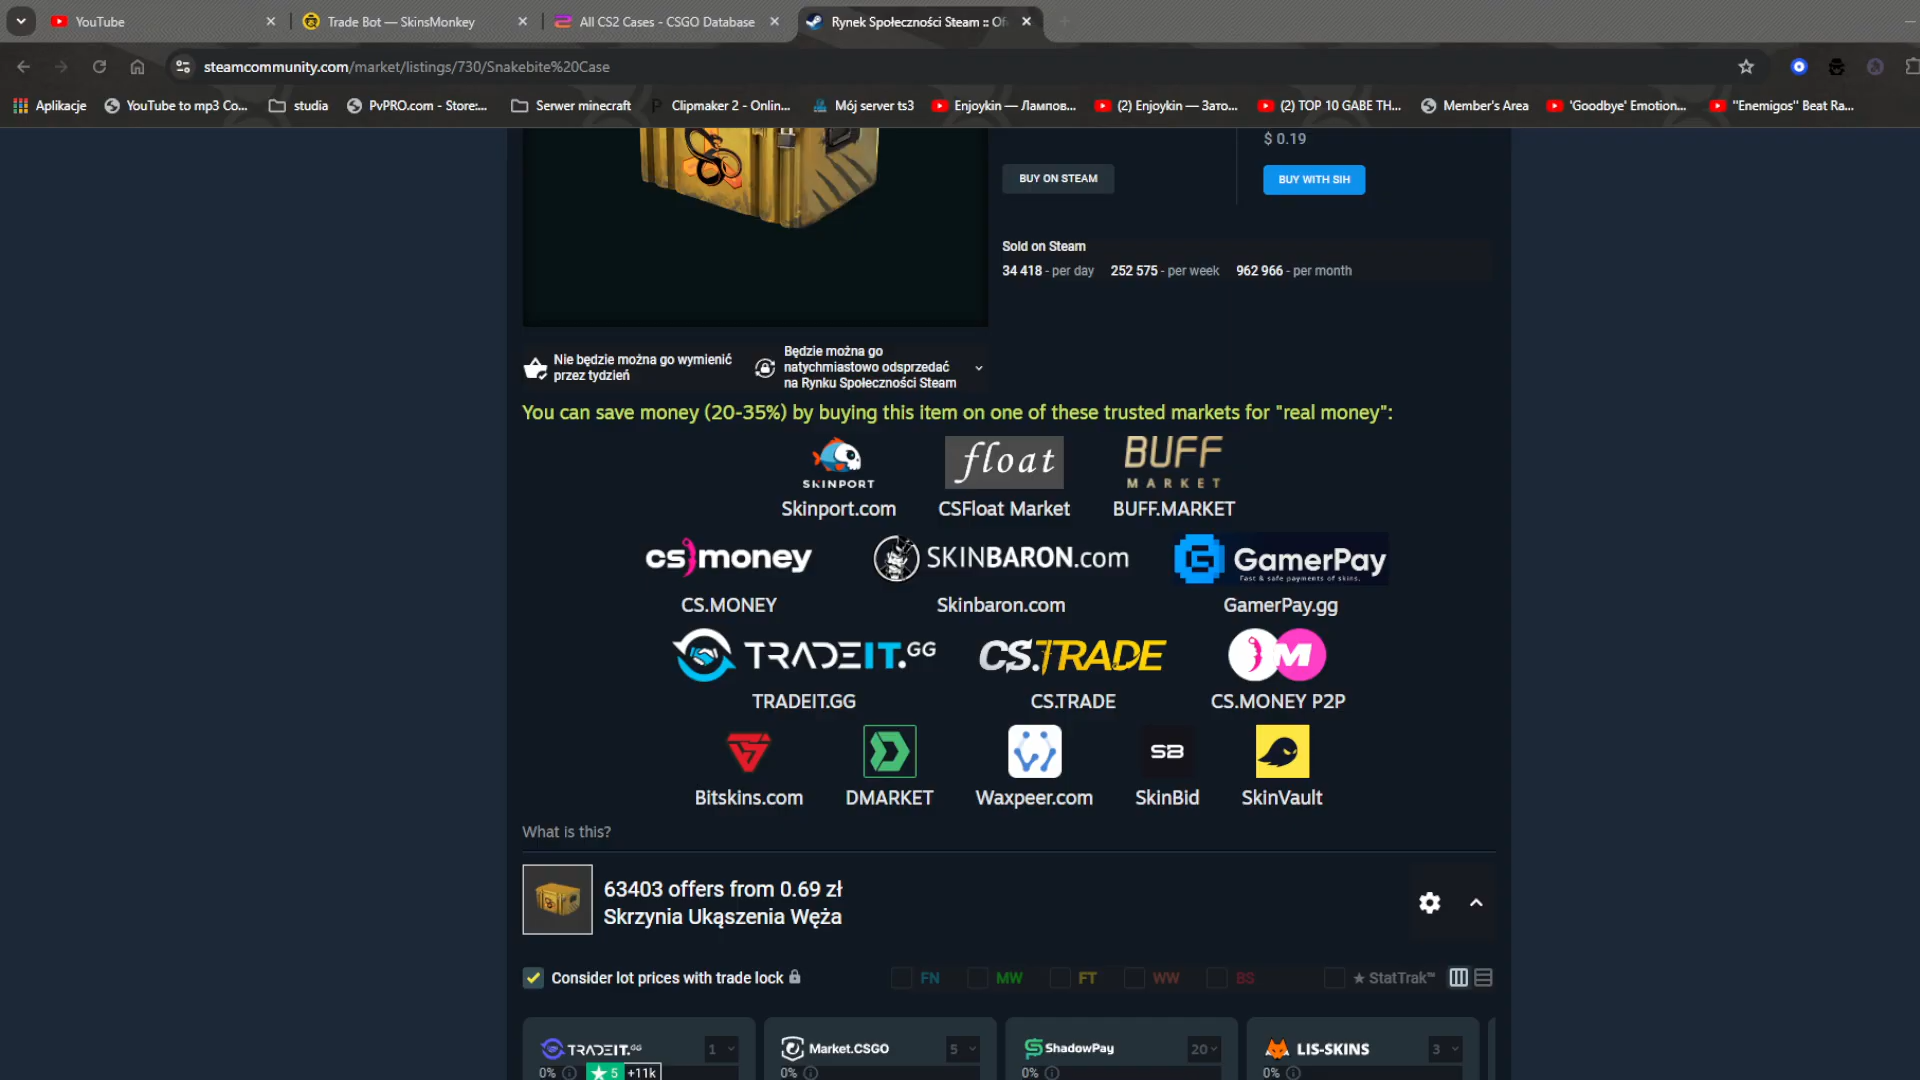 YouTube
Trade Bot — SkinsMonkey
All CS2 Cases - CSGO Database
Rynek Społeczności Steam :: Of
steamcommunity.com/market/listings/730/Snakebite%20Case
Aplikacje
YouTube to mp3 Co...
studia
PvPRO.com - Store:...
Serwer minecraft
Clipmaker 2 - Onlin...
Mój server ts3
Enjoykin — Лампов...
(2) Enjoykin — Зато...
(2) TOP 10 GABE TH...
Member's Area
'Goodbye' Emotion...
"Enemigos" Beat Ra...
$ 0.19
BUY ON STEAM
BUY WITH SIH
Sold on Steam
34 418 - per day 252 575 - per week 962 966 - per month
Nie będzie można go wymienić
przez tydzień
Będzie można go
natychmiastowo odsprzedać
na Rynku Społeczności Steam
You can save money (20-35%) by buying this item on one of these trusted markets for "real money":
SKINPORT
float
BUFF
MARKET
Skinport.com
CSFloat Market
BUFF.MARKET
cs money
SKINBARON.com
GamerPay
Fast & safe payments of skins.
CS.MONEY
Skinbaron.com
GamerPay.gg
TRADEIT.GG
CS.TRADE
M
TRADEIT.GG
CS.TRADE
CS.MONEY P2P
SB
Bitskins.com
DMARKET
Waxpeer.com
SkinBid
SkinVault
What is this?
63403 offers from 0.69 zł
Skrzynia Ukąszenia Węża
Consider lot prices with trade lock
FN
MW
FT
WW
BS
★ StatTrak™
TRADEIT.GG
1
Market.CSGO
5
ShadowPay
20
LIS-SKINS
3
0%
5 +11k
0%
0%
0%